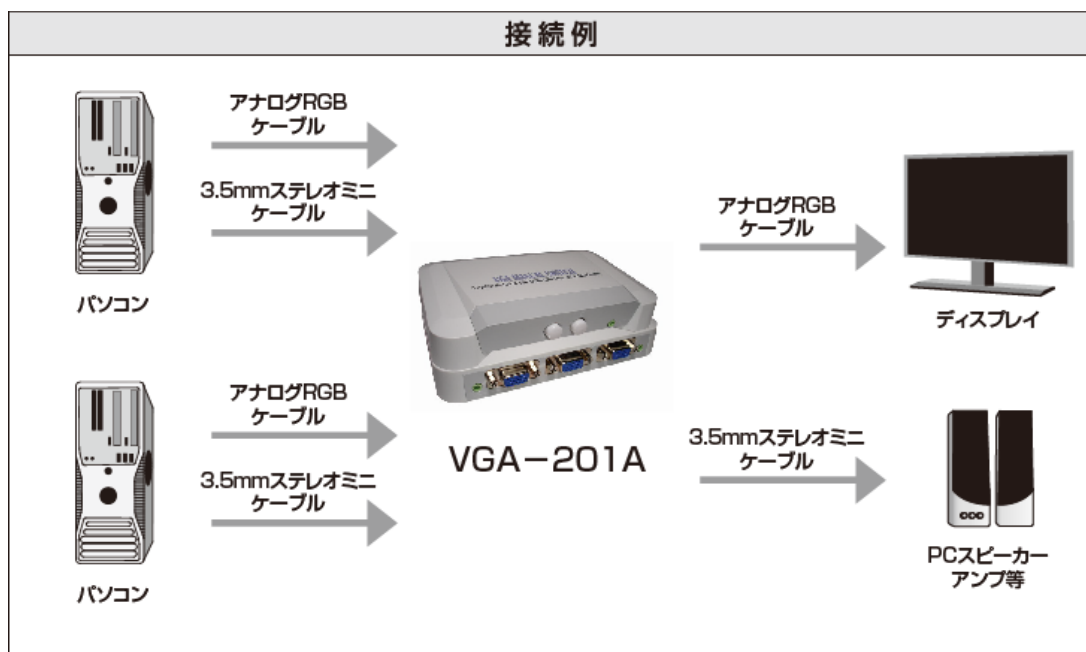 接続例
アナログRGB
ケーブル
3.5mmステレオミニ
ケーブル
パソコン
アナログRGB
ケーブル
3.5mmステレオミニ
ケーブル
パソコン
VGA－201A
アナログRGB
ケーブル
ディスプレイ
3.5mmステレオミニ
ケーブル
PCスピーカー
アンプ等